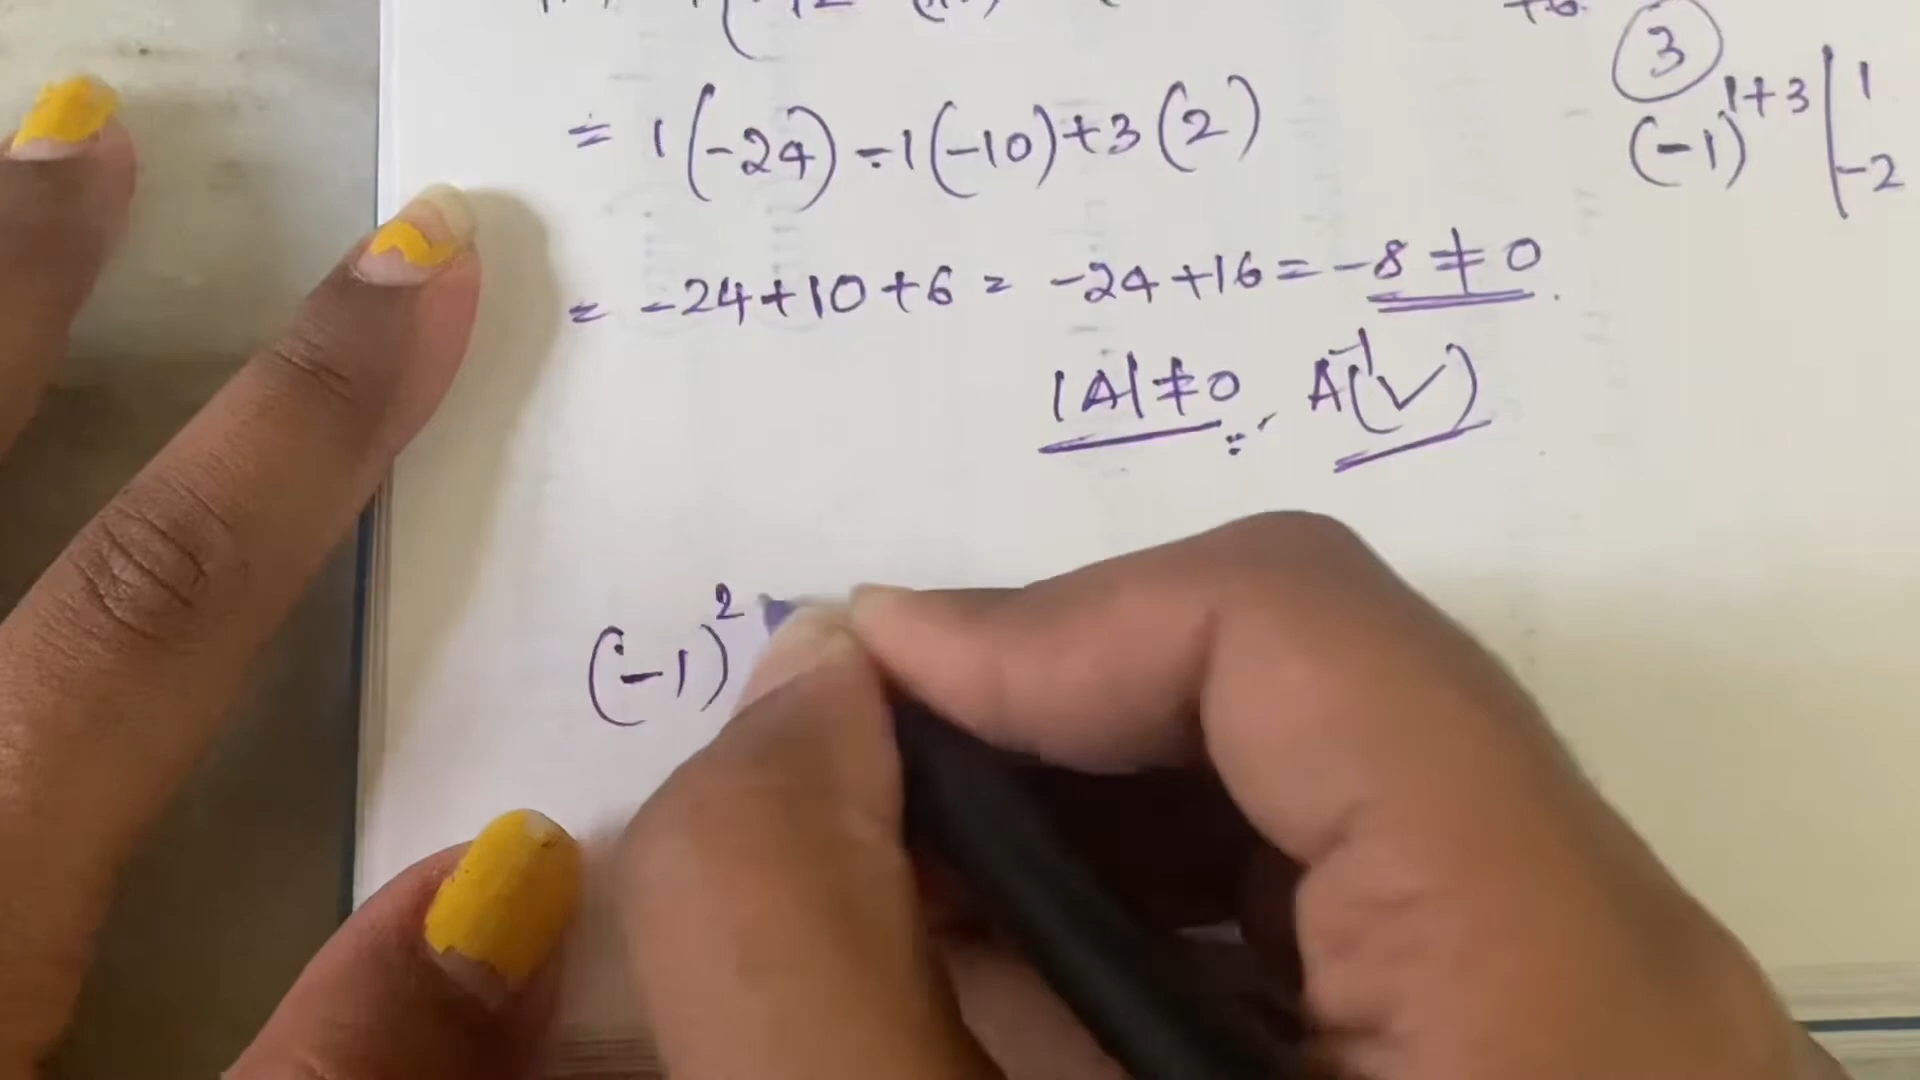 = 1(-24) -1(-10)+3(2)
= -24+10+6 = -24+16 = -8 ≠ 0.
|A| ≠ 0, A⁻¹(✓)
(-1)²
3
(-1)¹⁺³ | 1
-2